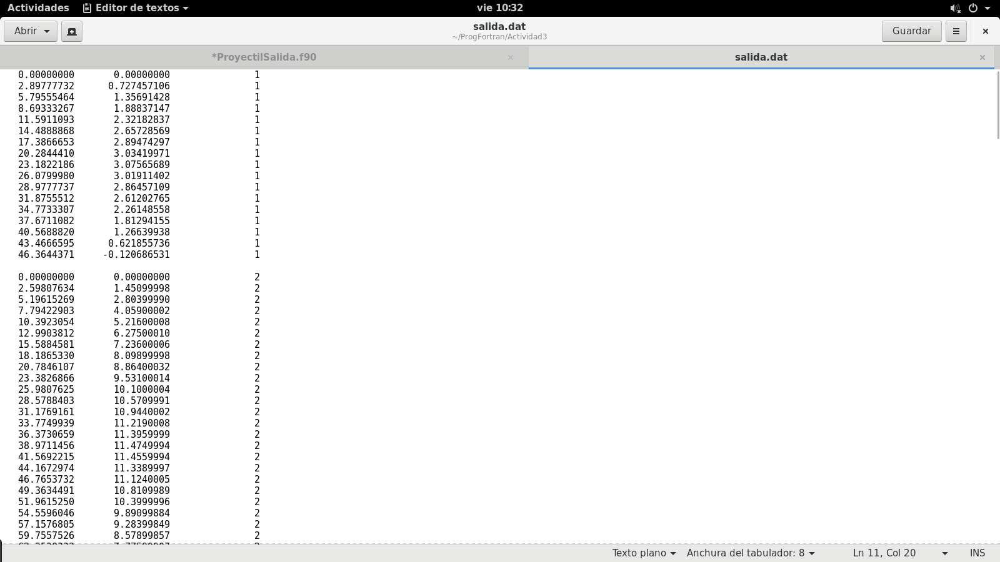 Actividades Editor de textos vie 10:32
Abrir salida.dat Guardar
~/ProgFortran/Actividad3
*ProyectilSalida.f90 salida.dat
0.00000000 0.00000000 1
2.89777732 0.727457106 1
5.79555464 1.35691428 1
8.69333267 1.88837147 1
11.5911093 2.32182837 1
14.4888868 2.65728569 1
17.3866653 2.89474297 1
20.2844410 3.03419971 1
23.1822186 3.07565689 1
26.0799980 3.01911402 1
28.9777737 2.86457109 1
31.8755512 2.61202765 1
34.7733307 2.26148558 1
37.6711082 1.81294155 1
40.5688820 1.26639938 1
43.4666595 0.621855736 1
46.3644371 -0.120686531 1
0.00000000 0.00000000 2
2.59807634 1.45099998 2
5.19615269 2.80399990 2
7.79422903 4.05900002 2
10.3923054 5.21600008 2
12.9903812 6.27500010 2
15.5884581 7.23600006 2
18.1865330 8.09899998 2
20.7846107 8.86400032 2
23.3826866 9.53100014 2
25.9807625 10.1000004 2
28.5788403 10.5709991 2
31.1769161 10.9440002 2
33.7749939 11.2190008 2
36.3730659 11.3959999 2
38.9711456 11.4749994 2
41.5692215 11.4559994 2
44.1672974 11.3389997 2
46.7653732 11.1240005 2
49.3634491 10.8109989 2
51.9615250 10.3999996 2
54.5596046 9.89099884 2
57.1576805 9.28399849 2
59.7557526 8.57899857 2
Texto plano Anchura del tabulador: 8 Ln 11, Col 20 INS